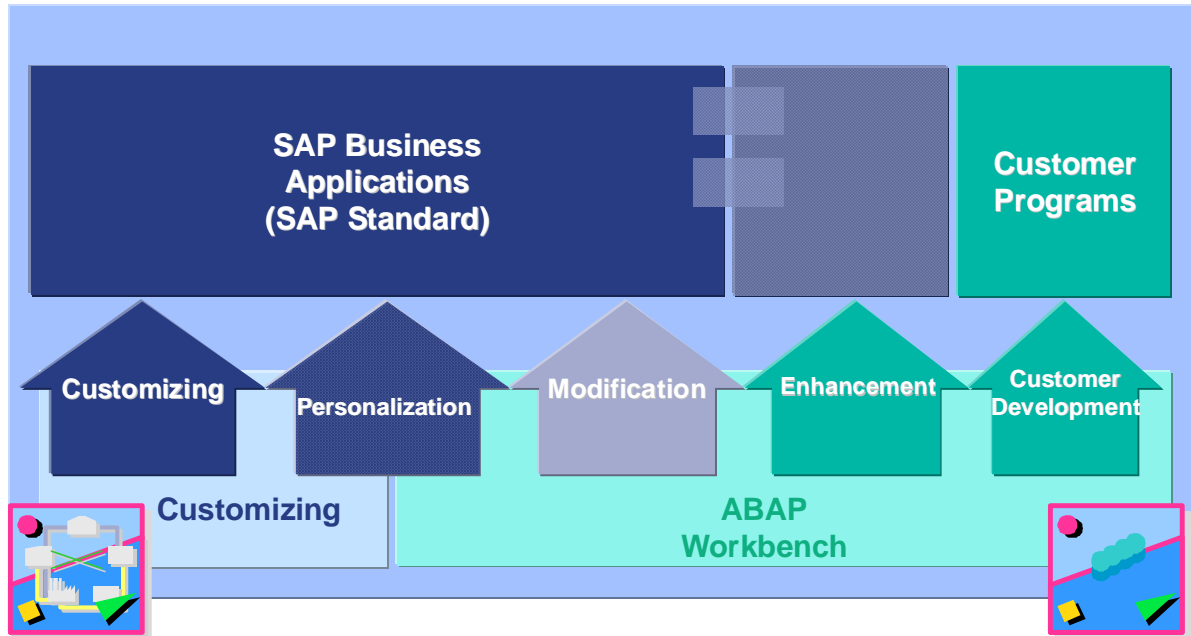 SAP Business
Applications
(SAP Standard)
Customer
Programs
Customizing
Personalization
Modification
Enhancement
Customer
Development
Customizing
ABAP
Workbench